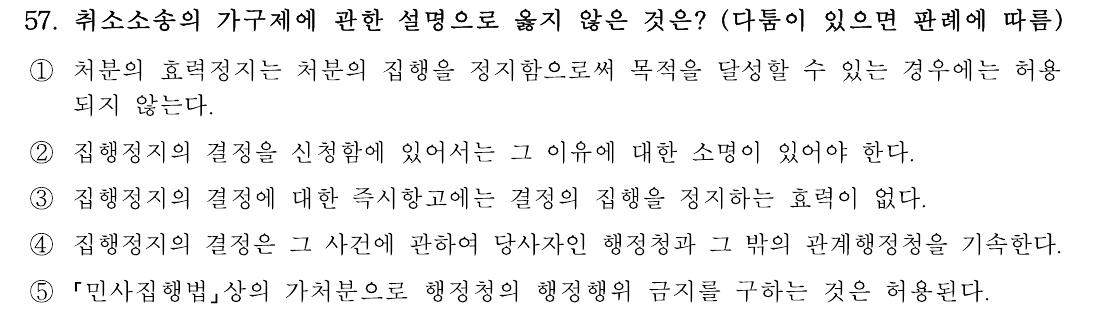 57. 취소소송의 가구제에 관한 설명으로 옳지 않은 것은? (다툼이 있으면 판례에 따름)
① 처분의 효력정지는 처분의 집행을 정지함으로써 목적을 달성할 수 있는 경우에는 허용
되지 않는다.
② 집행정지의 결정을 신청함에 있어서는 그 이유에 대한 소명이 있어야 한다.
③ 집행정지의 결정에 대한 즉시항고에는 결정의 집행을 정지하는 효력이 없다.
④ 집행정지의 결정은 그 사건에 관하여 당사자인 행정청과 그 밖의 관계행정청을 기속한다.
⑤ 「민사집행법」상의 가처분으로 행정청의 행정행위 금지를 구하는 것은 허용된다.